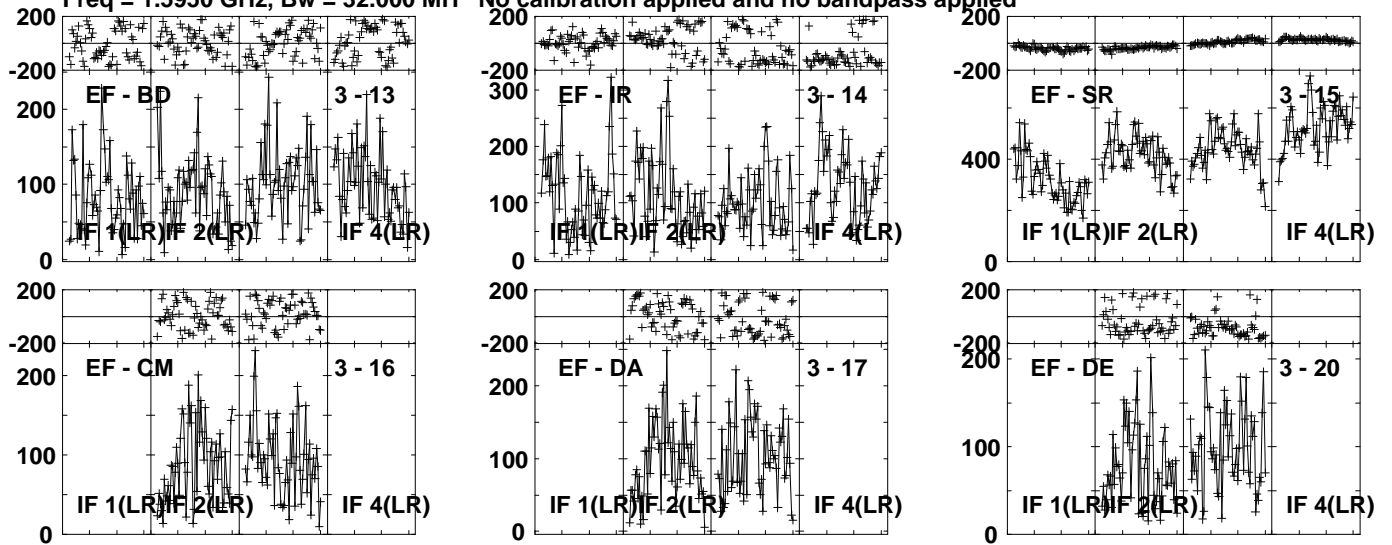 Freq = 1.5950 GHz, Bw = 32.000 MH No calibration applied and no bandpass applied
200
-200
200
100
0
EF - BD
3 - 13
IF 1(LR)
IF 2(LR)
IF 4(LR)
200
-200
300
200
100
0
EF - IR
3 - 14
IF 1(LR)
IF 2(LR)
IF 4(LR)
200
-200
400
0
EF - SR
3 - 15
IF 1(LR)
IF 2(LR)
IF 4(LR)
200
-200
200
100
0
EF - CM
3 - 16
IF 1(LR)
IF 2(LR)
IF 4(LR)
200
-200
200
100
0
EF - DA
3 - 17
IF 1(LR)
IF 2(LR)
IF 4(LR)
200
-200
200
100
0
EF - DE
3 - 20
IF 1(LR)
IF 2(LR)
IF 4(LR)